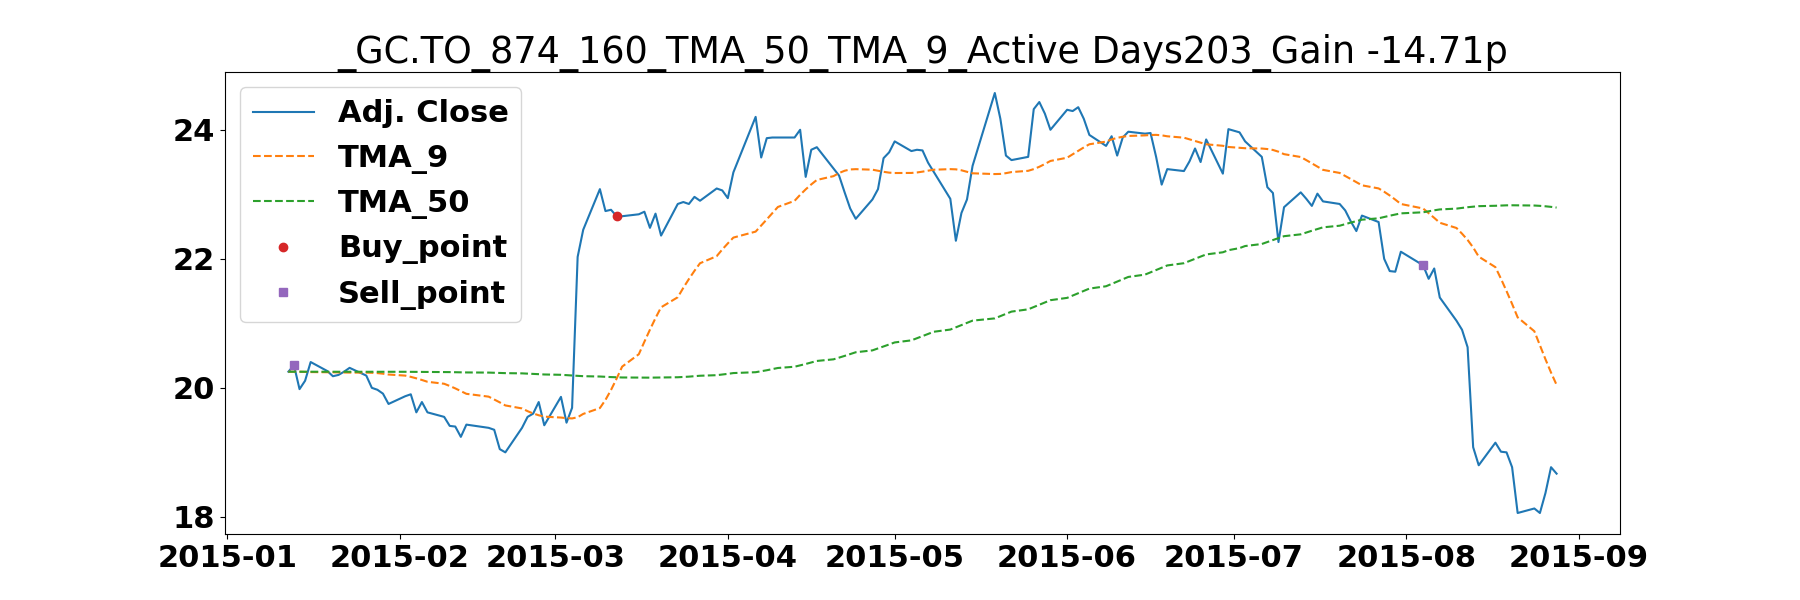 _GC.TO_874_160_TMA_50_TMA_9_Active Days203_Gain -14.71p
Adj. Close
TMA_9
TMA_50
Buy_point
Sell_point
24
22
20
18
2015-01 2015-02 2015-03 2015-04 2015-05 2015-06 2015-07 2015-08 2015-09